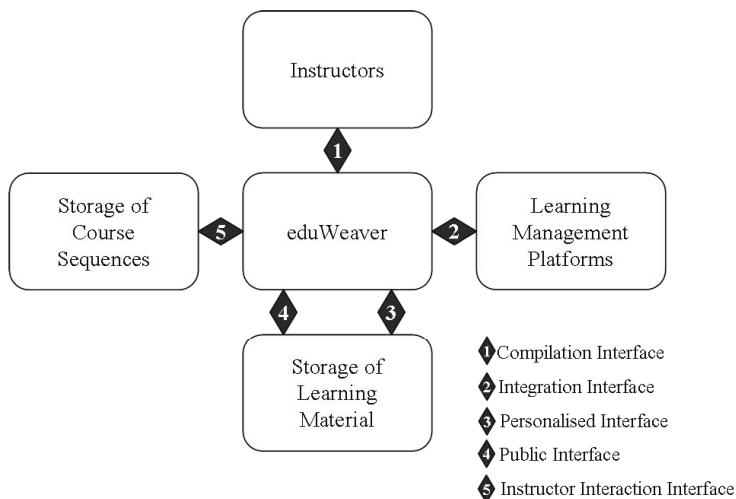 Instructors
1
Storage of
Course
Sequences
5
eduWeaver
2
Learning
Management
Platforms
4
3
Storage of
Learning
Material
1 Compilation Interface
2 Integration Interface
3 Personalised Interface
4 Public Interface
5 Instructor Interaction Interface